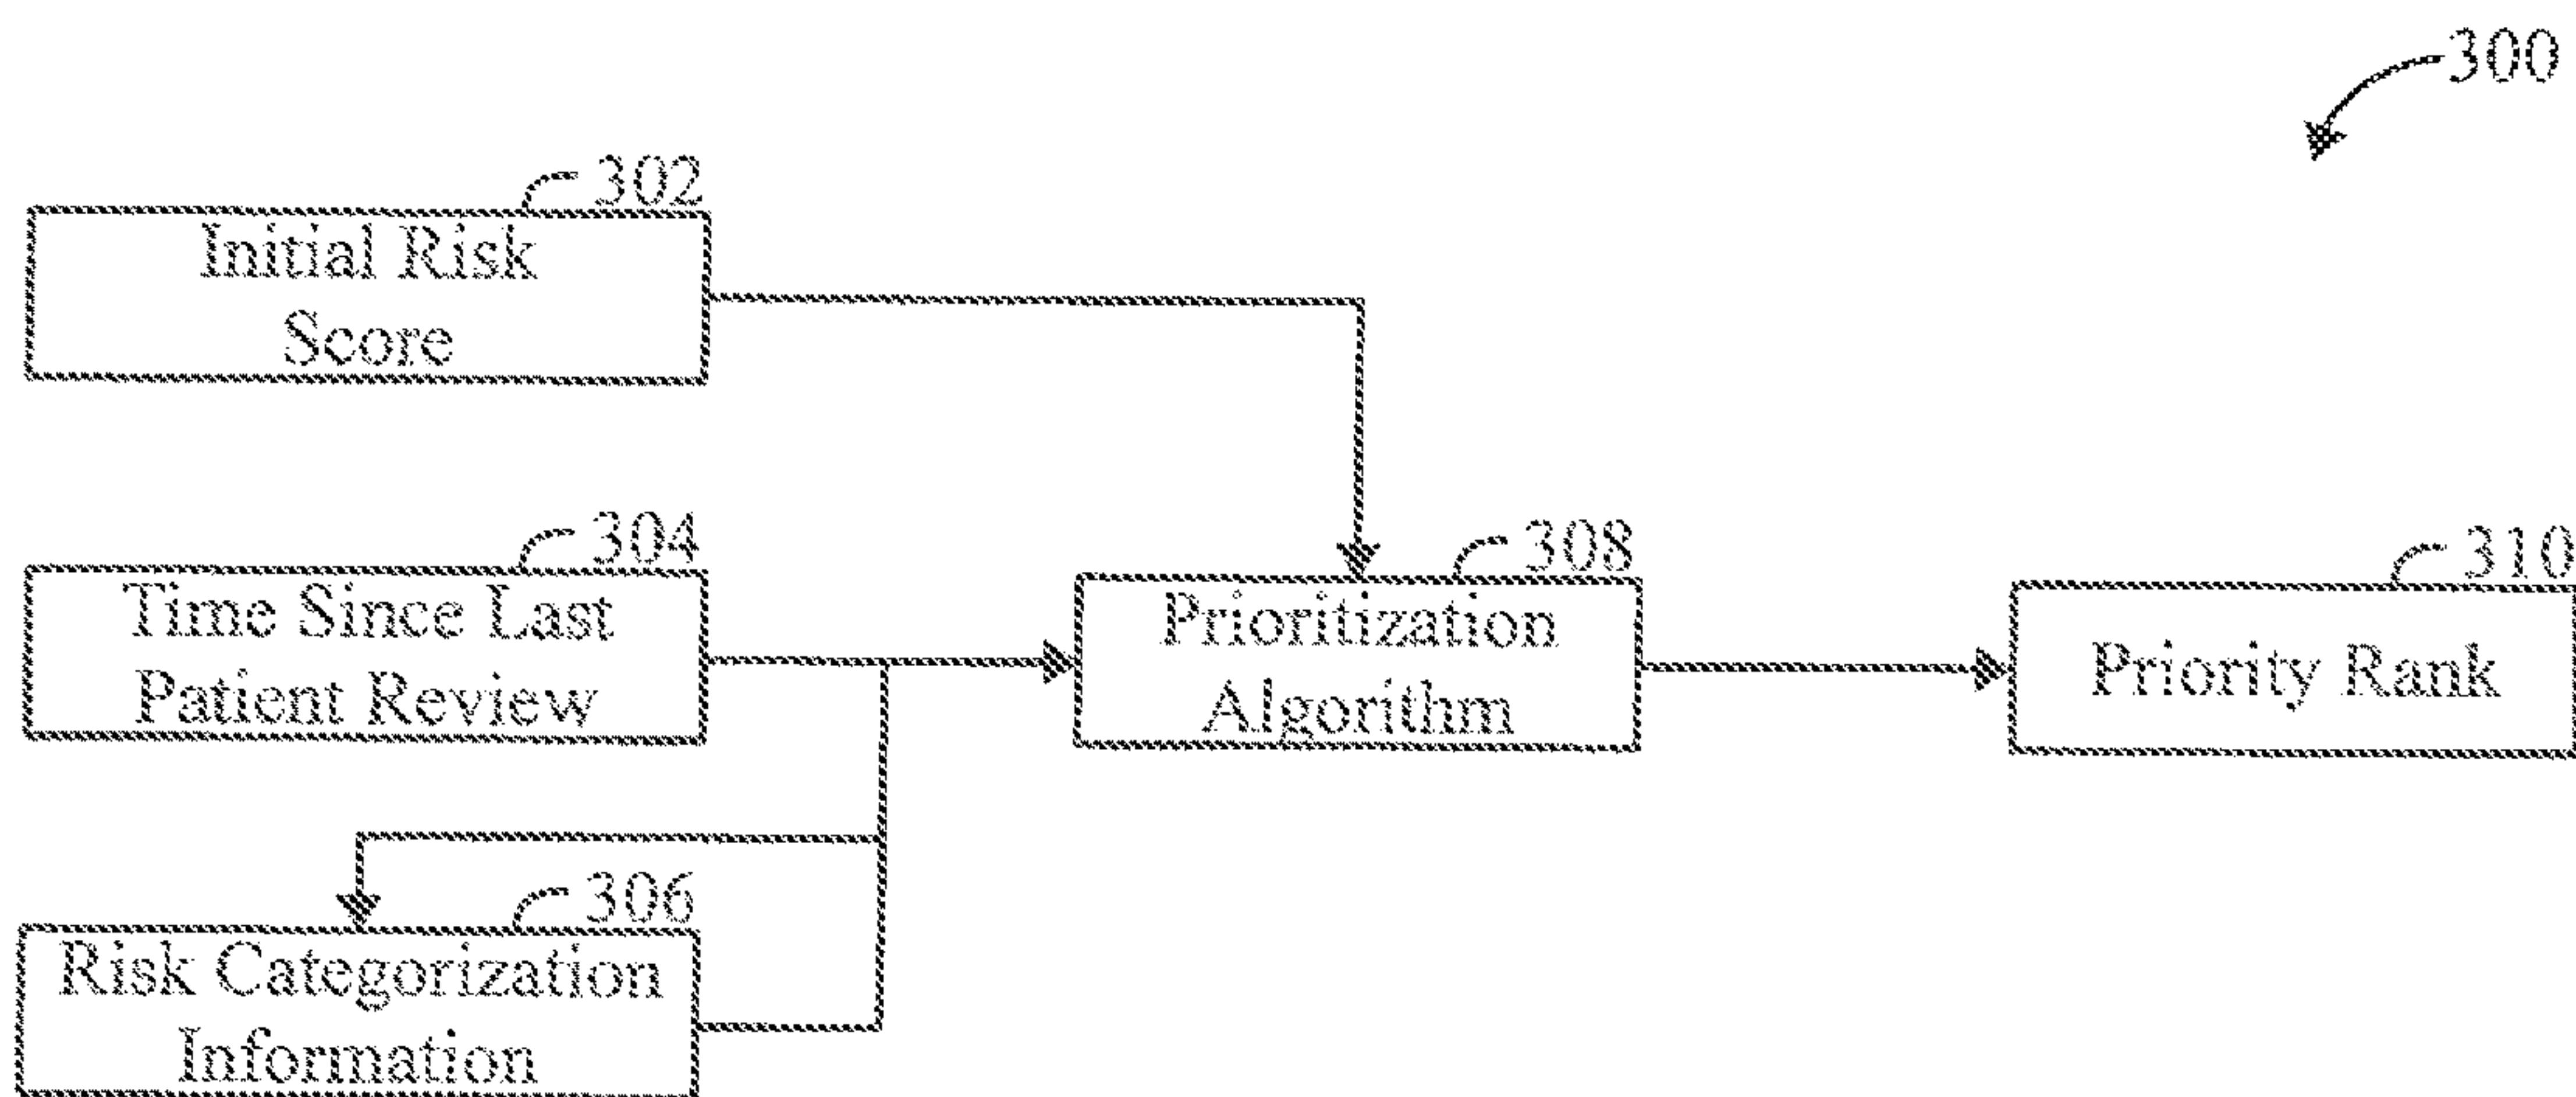 300
302
Initial Risk
Score
304
Time Since Last
Patient Review
308
Prioritization
Algorithm
310
Priority Rank
306
Risk Categorization
Information